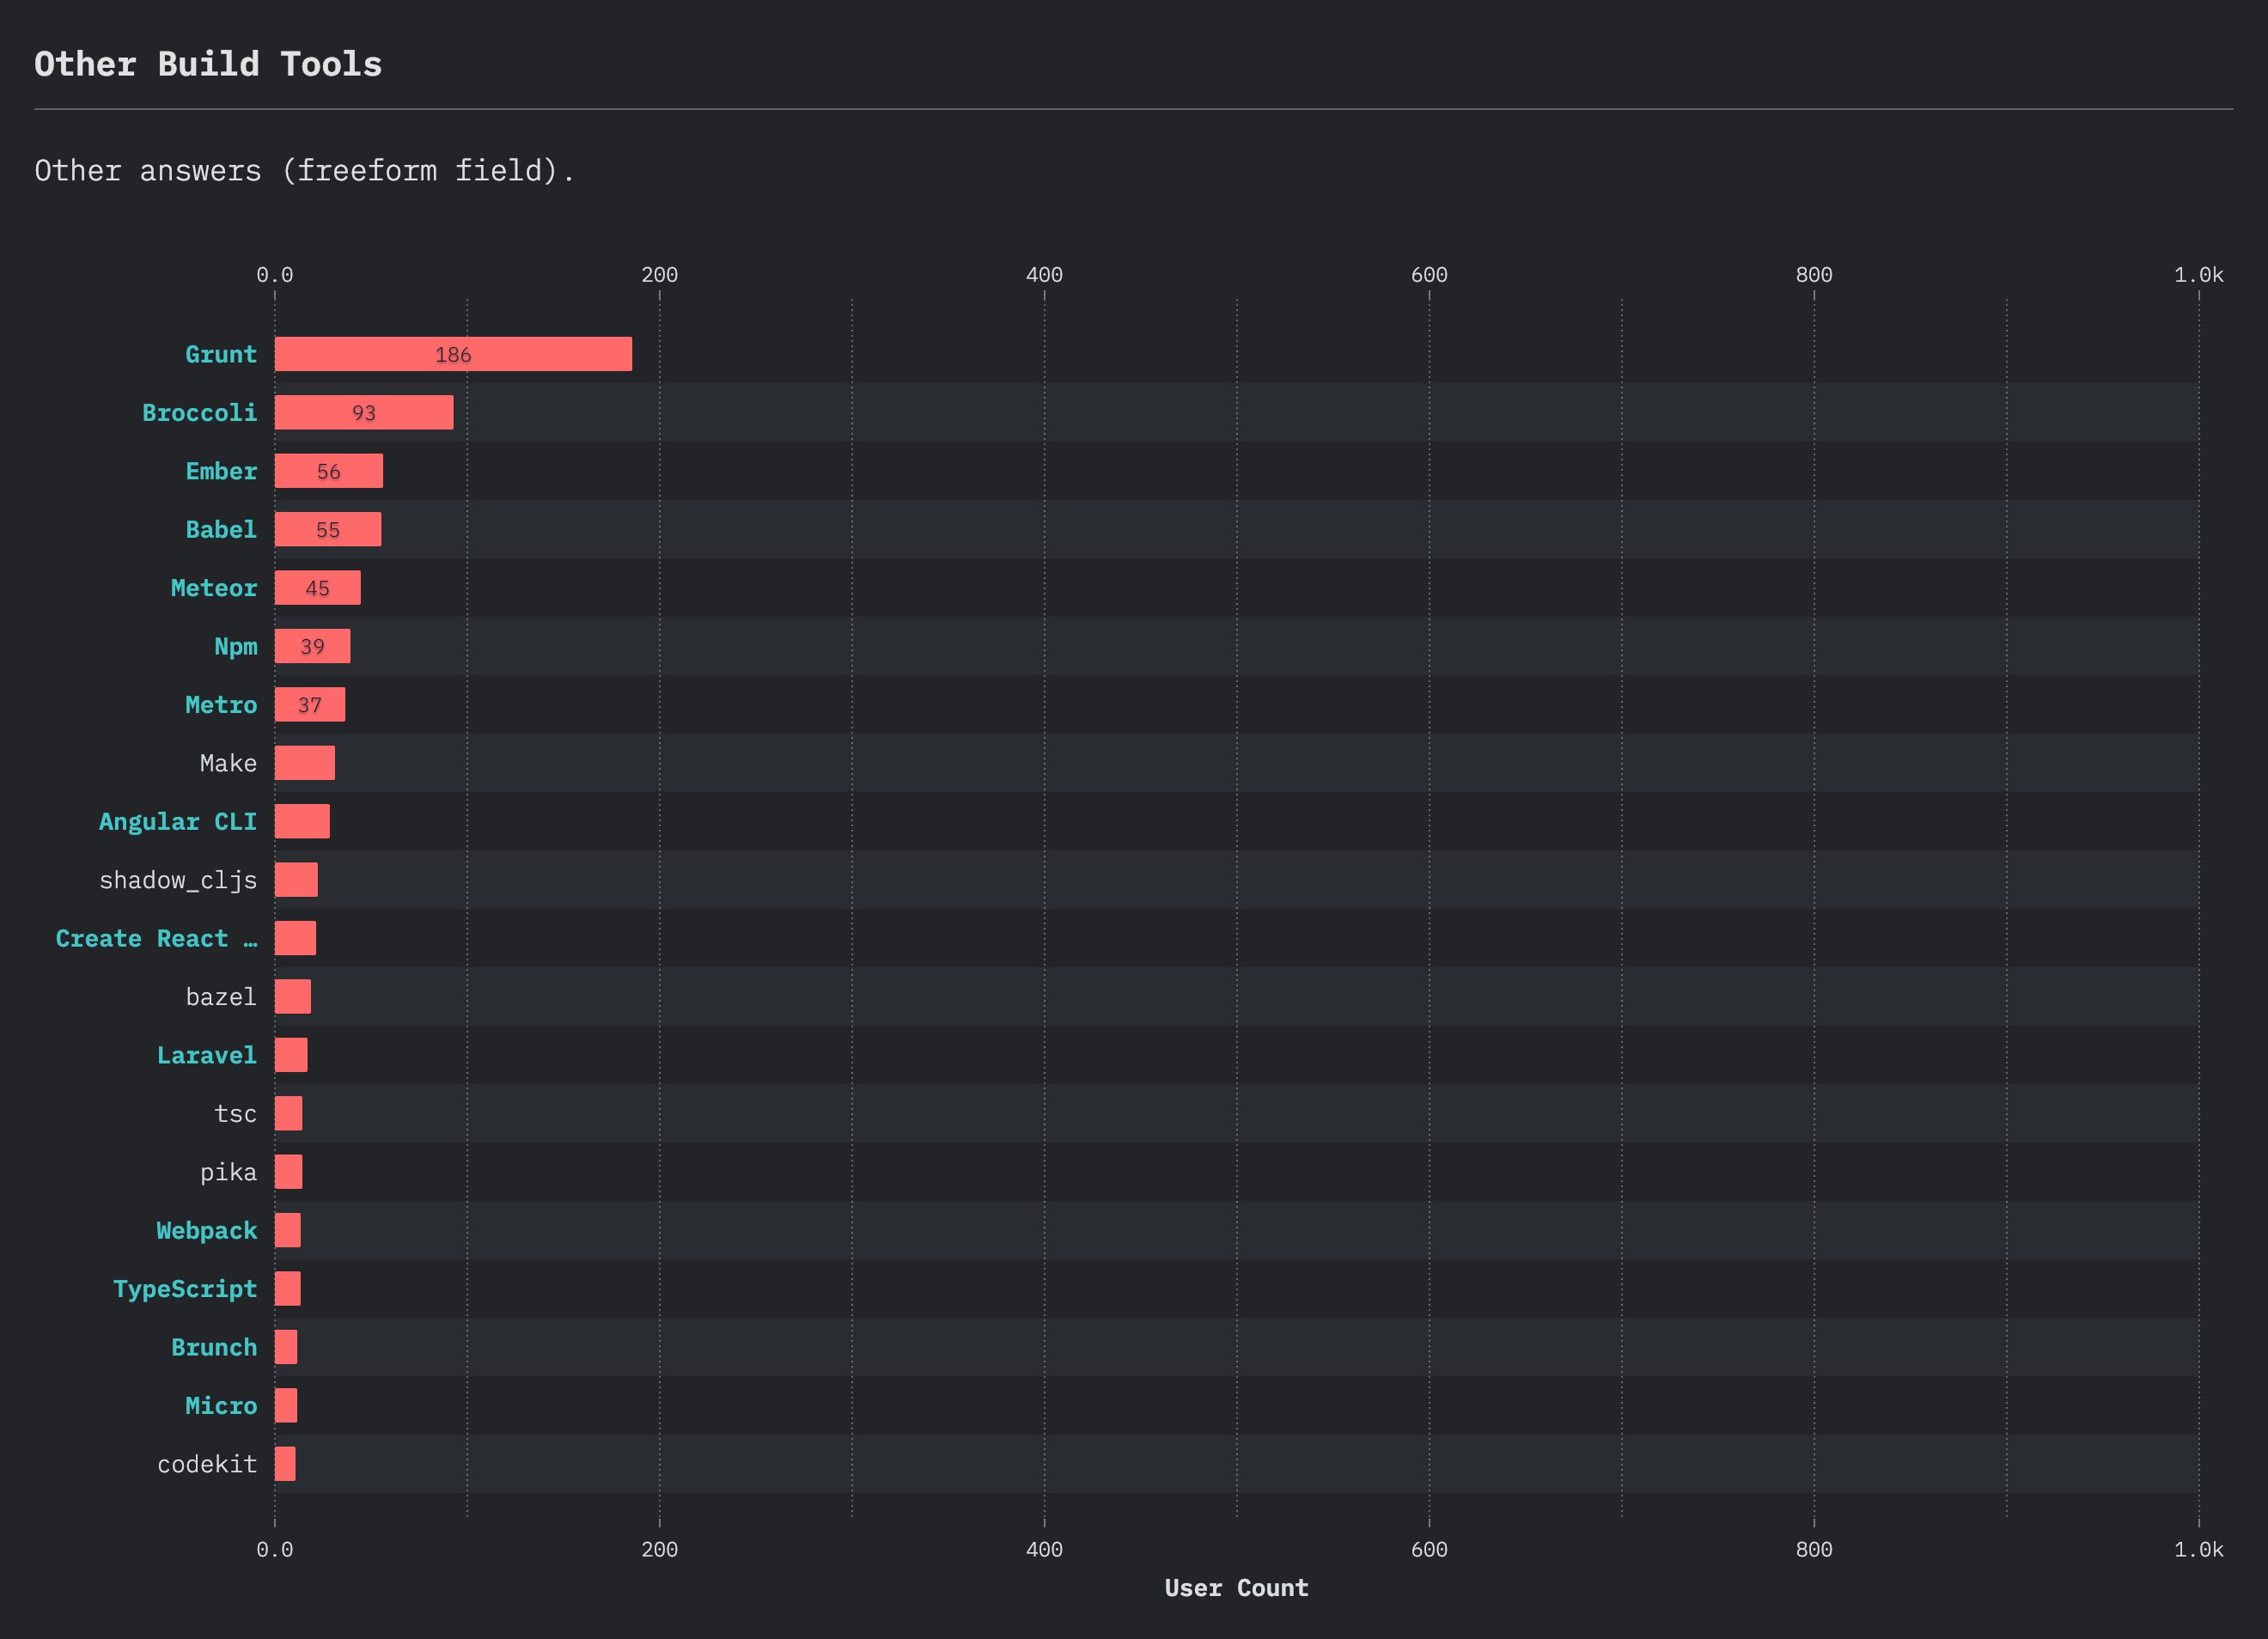 Other Build Tools
Other answers (freeform field).
0.0 200 400 600 800 1.0k
Grunt 186
Broccoli 93
Ember 56
Babel 55
Meteor 45
Npm 39
Metro 37
Make
Angular CLI
shadow_cljs
Create React …
bazel
Laravel
tsc
pika
Webpack
TypeScript
Brunch
Micro
codekit
0.0 200 400 600 800 1.0k
User Count